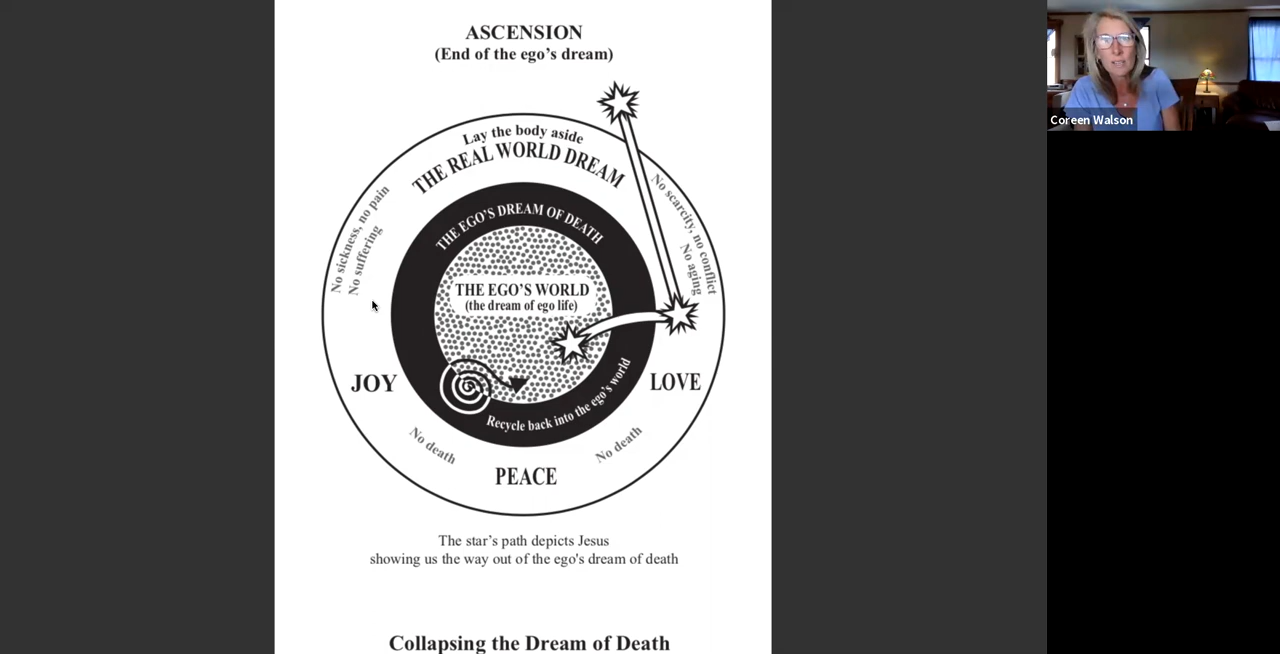 ASCENSION
(End of the ego's dream)
Lay the body aside
THE REAL WORLD DREAM
No sickness, no pain
No suffering
No scarcity, no conflict
No aging
THE EGO'S DREAM OF DEATH
THE EGO'S WORLD
(the dream of ego life)
Recycle back into the ego's world
JOY
LOVE
No death
No death
PEACE
The star's path depicts Jesus
showing us the way out of the ego's dream of death
Collapsing the Dream of Death
Coreen Walson